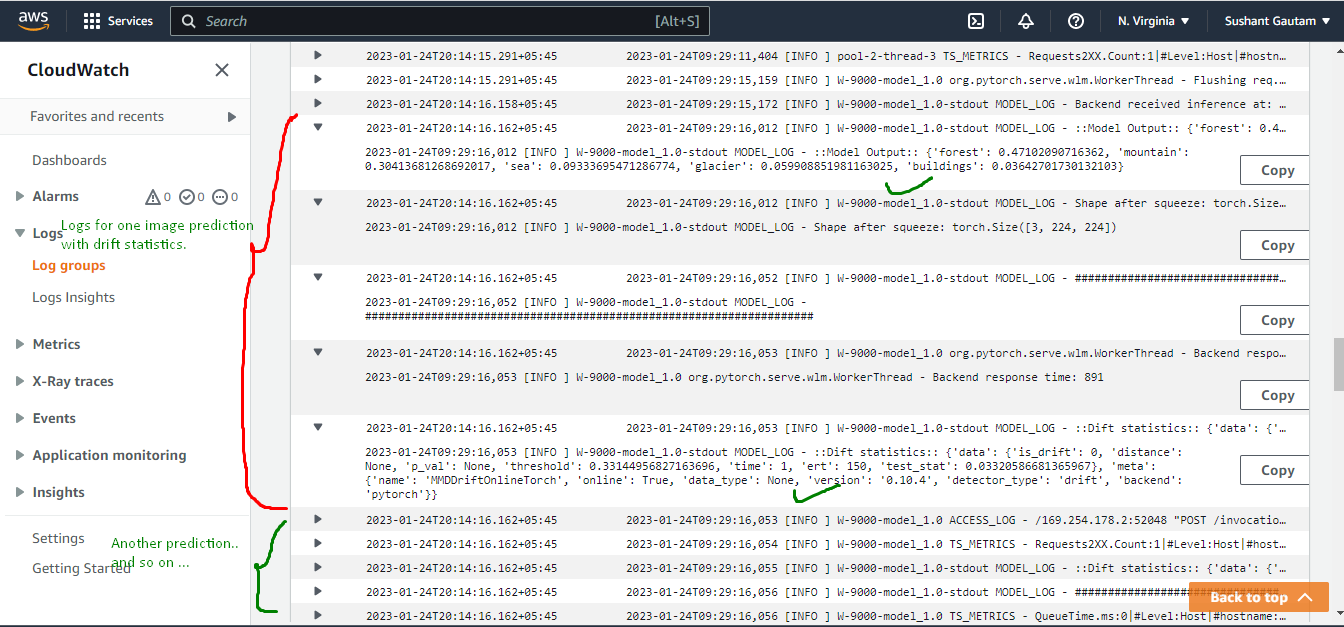 aws
Services
Search
[Alt+S]
N. Virginia
Sushant Gautam
CloudWatch
Favorites and recents
Dashboards
Alarms
0
0
0
Logs
Logs for one image prediction
with drift statistics.
Log groups
Logs Insights
Metrics
X-Ray traces
Events
Application monitoring
Insights
Settings
Another prediction..
and so on ...
Getting Started
2023-01-24T20:14:15.291+05:45 2023-01-24T09:29:11,404 [INFO ] pool-2-thread-3 TS_METRICS - Requests2XX.Count:1|#Level:Host|#hostn…
2023-01-24T20:14:15.291+05:45 2023-01-24T09:29:15,159 [INFO ] W-9000-model_1.0 org.pytorch.serve.wlm.WorkerThread - Flushing req.…
2023-01-24T20:14:16.158+05:45 2023-01-24T09:29:15,172 [INFO ] W-9000-model_1.0-stdout MODEL_LOG - Backend received inference at: …
2023-01-24T20:14:16.162+05:45 2023-01-24T09:29:16,012 [INFO ] W-9000-model_1.0-stdout MODEL_LOG - ::Model Output:: {'forest': 0.4…
2023-01-24T09:29:16,012 [INFO ] W-9000-model_1.0-stdout MODEL_LOG - ::Model Output:: {'forest': 0.47102090716362, 'mountain':
0.30413681268692017, 'sea': 0.09333695471286774, 'glacier': 0.059908851981163025, 'buildings': 0.03642701730132103}
Copy
2023-01-24T20:14:16.162+05:45 2023-01-24T09:29:16,012 [INFO ] W-9000-model_1.0-stdout MODEL_LOG - Shape after squeeze: torch.Size…
2023-01-24T09:29:16,012 [INFO ] W-9000-model_1.0-stdout MODEL_LOG - Shape after squeeze: torch.Size([3, 224, 224])
Copy
2023-01-24T20:14:16.162+05:45 2023-01-24T09:29:16,052 [INFO ] W-9000-model_1.0-stdout MODEL_LOG - ###############################…
2023-01-24T09:29:16,052 [INFO ] W-9000-model_1.0-stdout MODEL_LOG -
####################################################################
Copy
2023-01-24T20:14:16.162+05:45 2023-01-24T09:29:16,053 [INFO ] W-9000-model_1.0 org.pytorch.serve.wlm.WorkerThread - Backend respo…
2023-01-24T09:29:16,053 [INFO ] W-9000-model_1.0 org.pytorch.serve.wlm.WorkerThread - Backend response time: 891
Copy
2023-01-24T20:14:16.162+05:45 2023-01-24T09:29:16,053 [INFO ] W-9000-model_1.0-stdout MODEL_LOG - ::Dift statistics:: {'data': {'…
2023-01-24T09:29:16,053 [INFO ] W-9000-model_1.0-stdout MODEL_LOG - ::Dift statistics:: {'data': {'is_drift': 0, 'distance':
None, 'p_val': None, 'threshold': 0.33144956827163696, 'time': 1, 'ert': 150, 'test_stat': 0.03320586681365967}, 'meta':
{'name': 'MMDDriftOnlineTorch', 'online': True, 'data_type': None, 'version': '0.10.4', 'detector_type': 'drift', 'backend':
'pytorch'}}
Copy
2023-01-24T20:14:16.162+05:45 2023-01-24T09:29:16,053 [INFO ] W-9000-model_1.0 ACCESS_LOG - /169.254.178.2:52048 "POST /invocatio…
2023-01-24T20:14:16.162+05:45 2023-01-24T09:29:16,054 [INFO ] W-9000-model_1.0 TS_METRICS - Requests2XX.Count:1|#Level:Host|#host…
2023-01-24T20:14:16.162+05:45 2023-01-24T09:29:16,055 [INFO ] W-9000-model_1.0-stdout MODEL_LOG - ::Dift statistics:: {'data': {'…
2023-01-24T20:14:16.162+05:45 2023-01-24T09:29:16,056 [INFO ] W-9000-model_1.0-stdout MODEL_LOG - ###############################…
Back to top
2023-01-24T20:14:16.162+05:45 2023-01-24T09:29:16,056 [INFO ] W-9000-model_1.0 TS_METRICS - QueueTime.ms:0|#Level:Host|#hostname:…